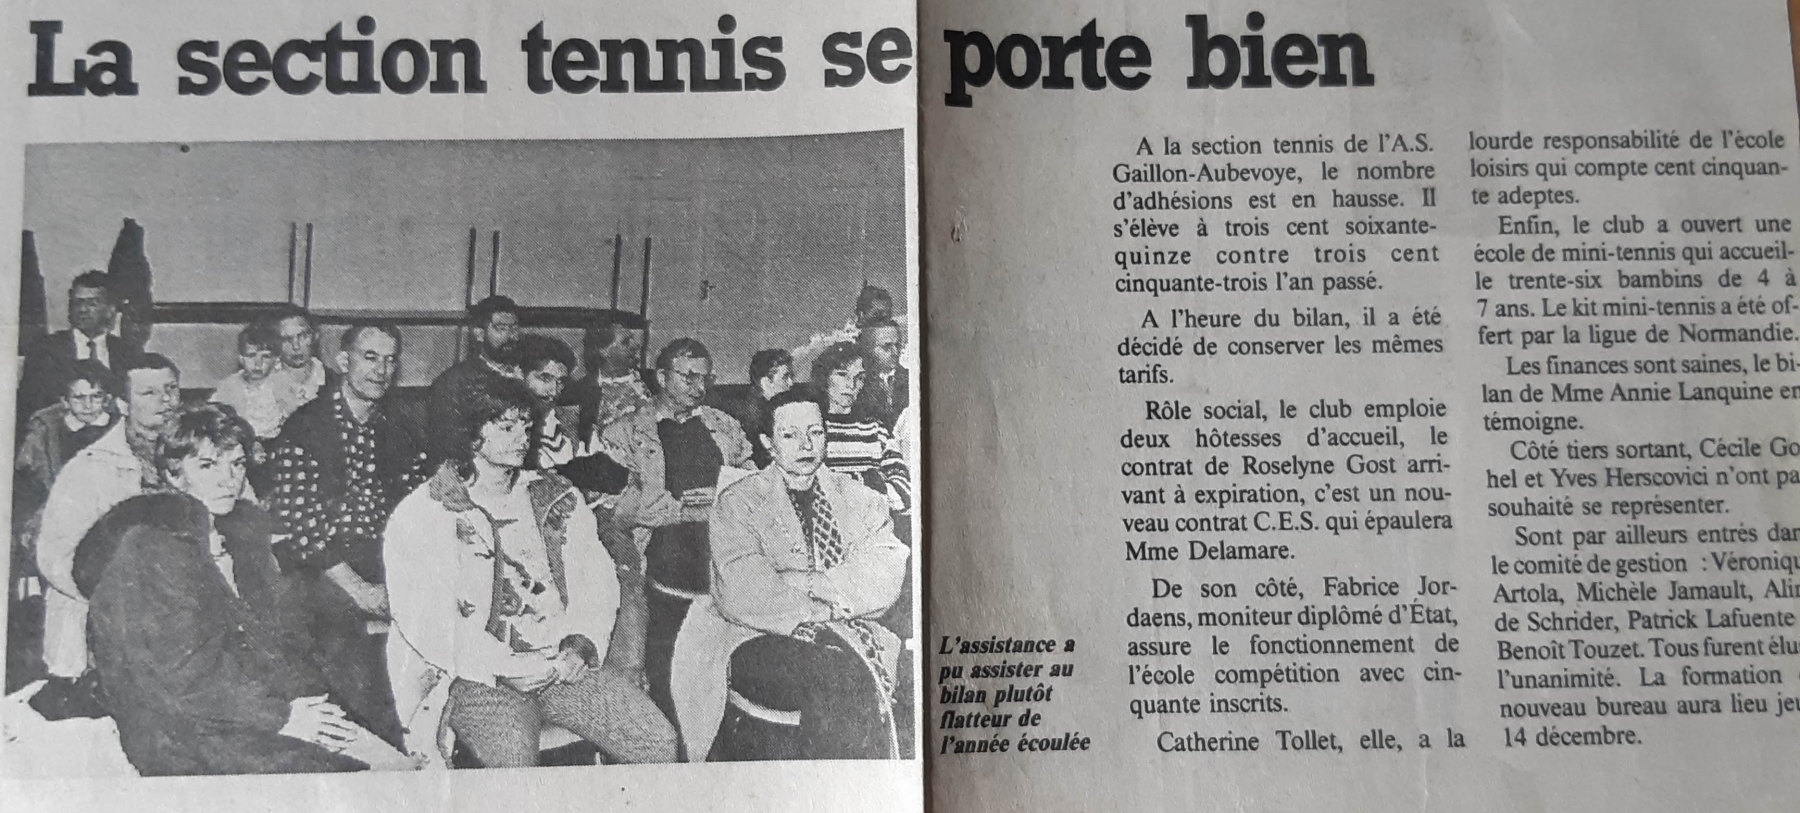 La section tennis se porte bien
L'assistance a
pu assister au
bilan plutôt
flatteur de
l'année écoulée
A la section tennis de l'A.S.
Gaillon-Aubevoye, le nombre
d'adhésions est en hausse. Il
s'élève à trois cent soixante-
quinze contre trois cent
cinquante-trois l'an passé.
A l'heure du bilan, il a été
décidé de conserver les mêmes
tarifs.
Rôle social, le club emploie
deux hôtesses d'accueil, le
contrat de Roselyne Gost arri-
vant à expiration, c'est un nou-
veau contrat C.E.S. qui épaulera
Mme Delamare.
De son côté, Fabrice Jor-
daens, moniteur diplômé d'État,
assure le fonctionnement de
l'école compétition avec cin-
quante inscrits.
Catherine Tollet, elle, a la
lourde responsabilité de l'école
loisirs qui compte cent cinquan-
te adeptes.
Enfin, le club a ouvert une
école de mini-tennis qui accueil-
le trente-six bambins de 4 à
7 ans. Le kit mini-tennis a été of-
fert par la ligue de Normandie.
Les finances sont saines, le bi-
lan de Mme Annie Lanquine en
témoigne.
Côté tiers sortant, Cécile Go
hel et Yves Herscovici n'ont pa
souhaité se représenter.
Sont par ailleurs entrés dan
le comité de gestion : Véroniqu
Artola, Michèle Jamault, Alin
de Schrider, Patrick Lafuente
Benoît Touzet. Tous furent élu
l'unanimité. La formation
nouveau bureau aura lieu jeu
14 décembre.